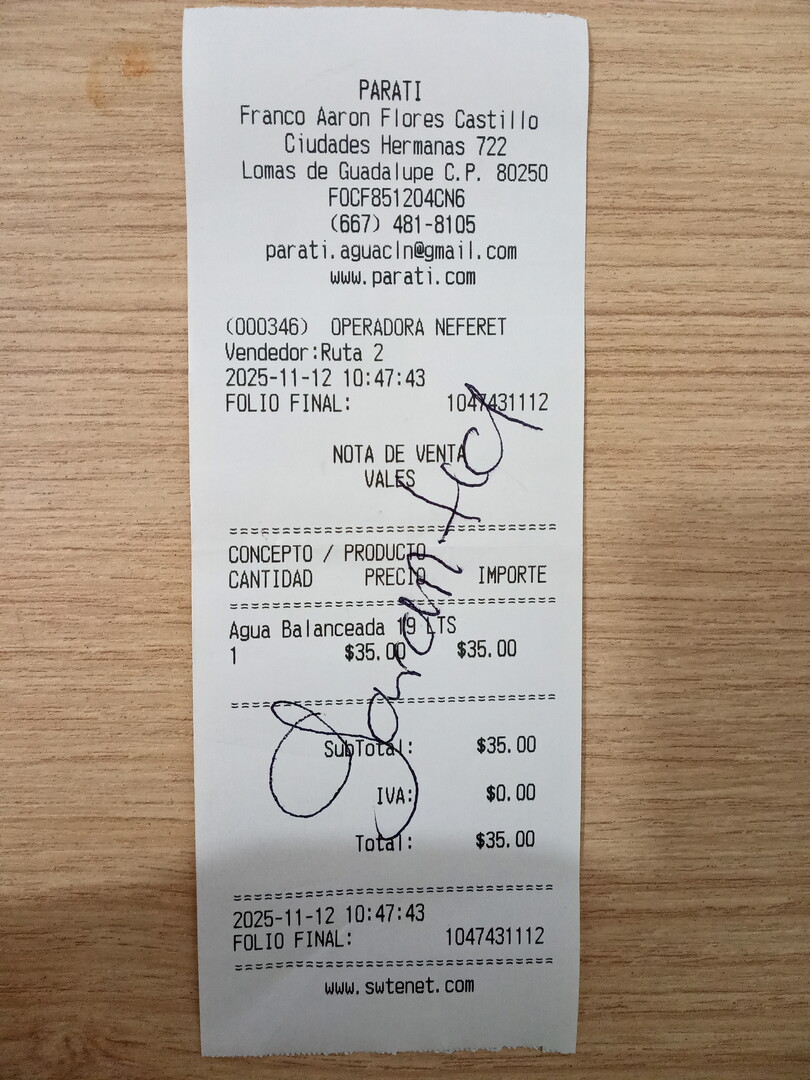 PARATI
Franco Aaron Flores Castillo
Ciudades Hermanas 722
Lomas de Guadalupe C.P. 80250
FOCF851204CN6
(667) 481-8105
parati.aguacln@gmail.com
www.parati.com
(000346) OPERADORA NEFERET
Vendedor:Ruta 2
2025-11-12 10:47:43
FOLIO FINAL: 1047431112
NOTA DE VENTA
VALES
CONCEPTO / PRODUCTO
CANTIDAD PRECIO IMPORTE
Agua Balanceada 19 LTS
1 $35.00 $35.00
SubTotal: $35.00
IVA: $0.00
Total: $35.00
2025-11-12 10:47:43
FOLIO FINAL: 1047431112
www.swtenet.com